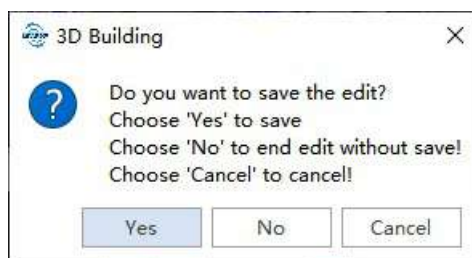 3D Building
Do you want to save the edit?
Choose 'Yes' to save
Choose 'No' to end edit without save!
Choose 'Cancel' to cancel!
Yes
No
Cancel